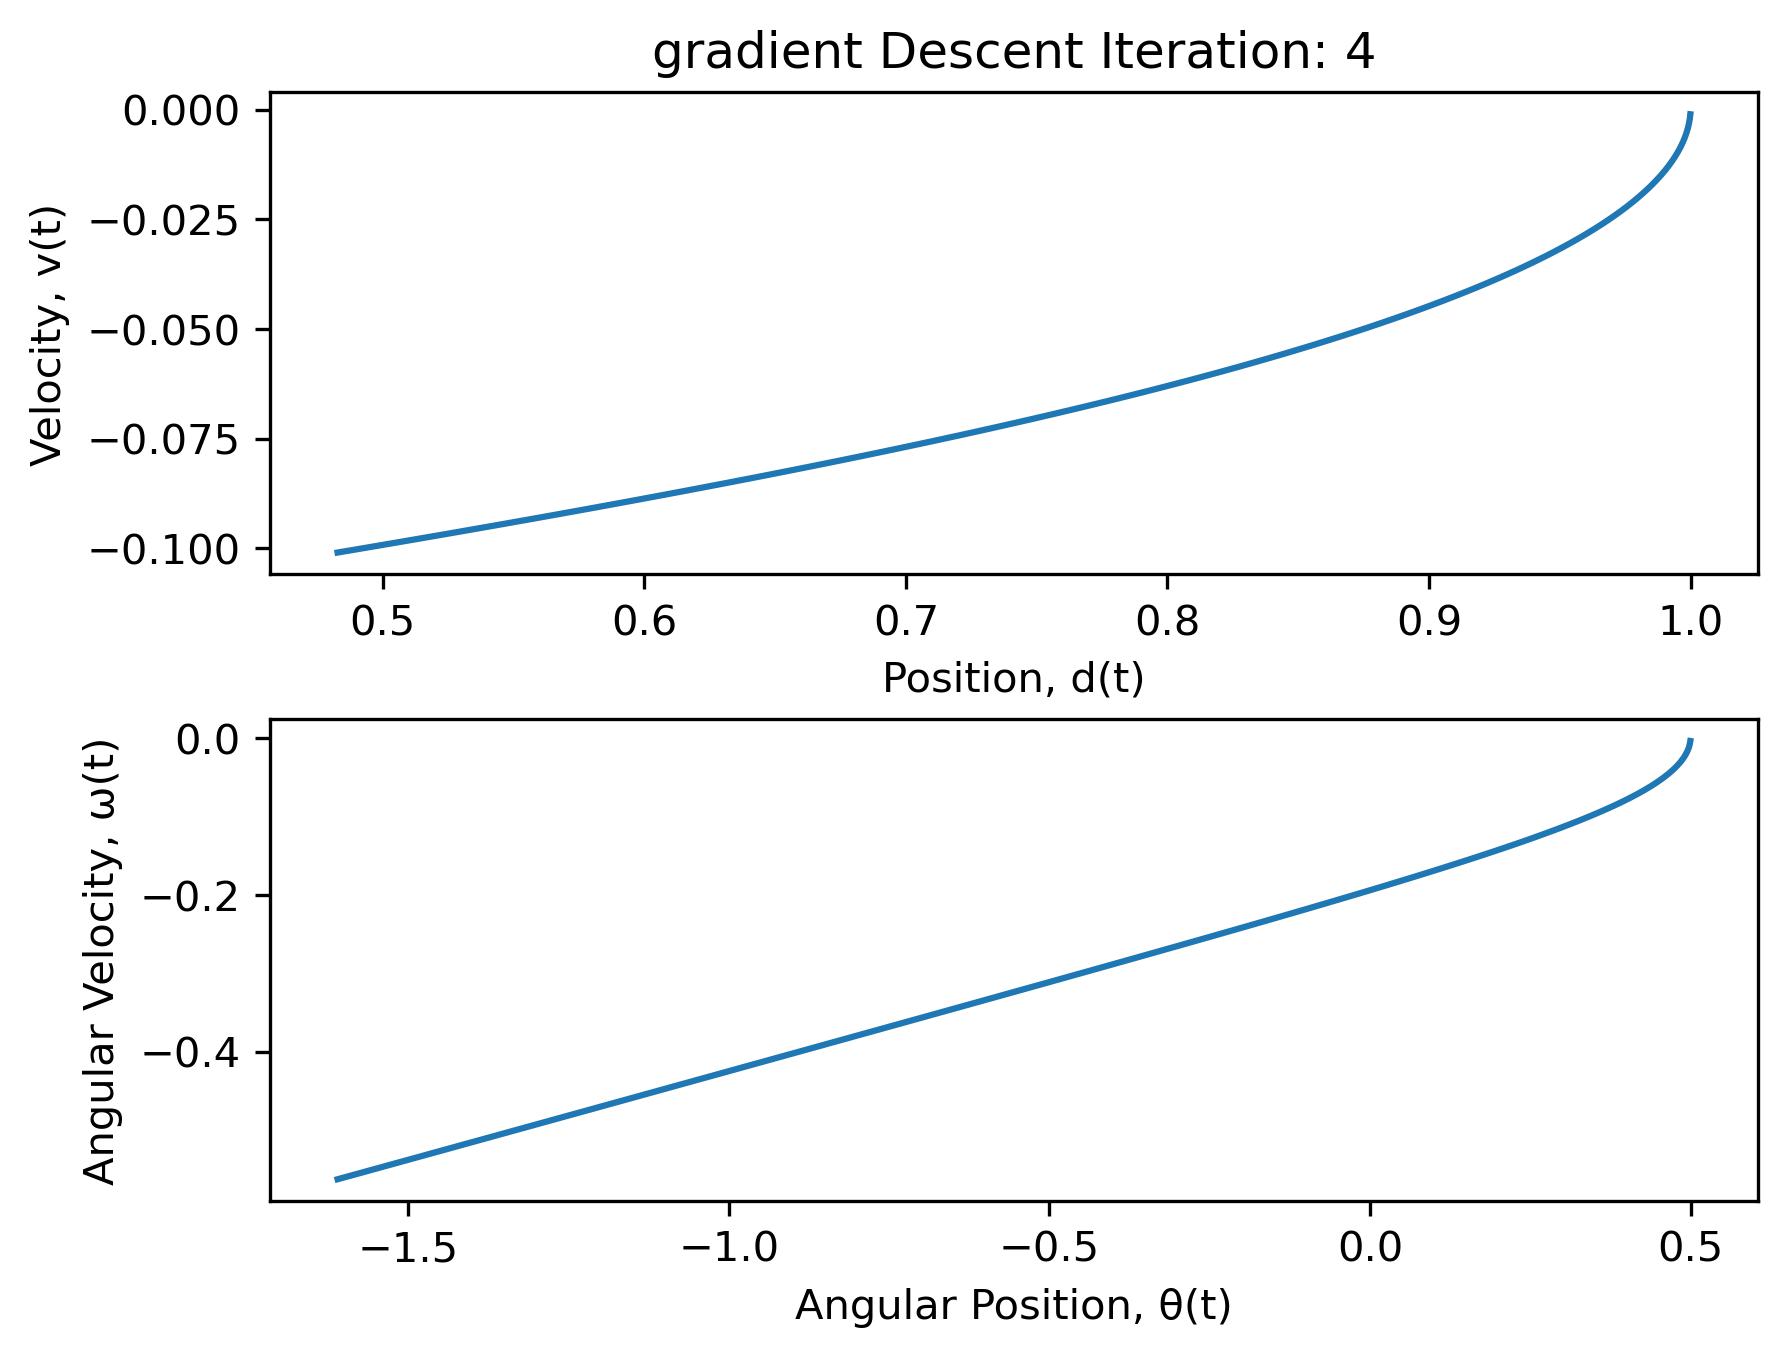 gradient Descent Iteration: 4
0.000
−0.025
−0.050
−0.075
−0.100
Velocity, v(t)
0.5 0.6 0.7 0.8 0.9 1.0
Position, d(t)
0.0
−0.2
−0.4
Angular Velocity, ω(t)
−1.5 −1.0 −0.5 0.0 0.5
Angular Position, θ(t)